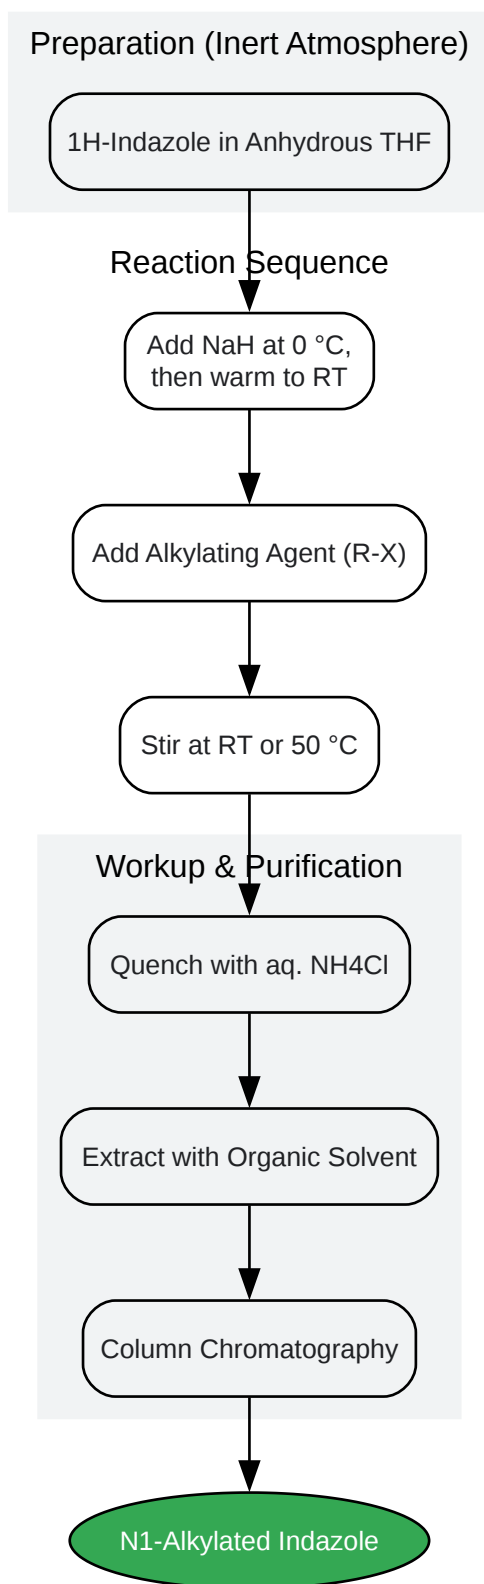 Preparation (Inert Atmosphere)
1H-Indazole in Anhydrous THF
Reaction Sequence
Add NaH at 0 °C,
then warm to RT
Add Alkylating Agent (R-X)
Stir at RT or 50 °C
Workup & Purification
Quench with aq. NH4Cl
Extract with Organic Solvent
Column Chromatography
N1-Alkylated Indazole